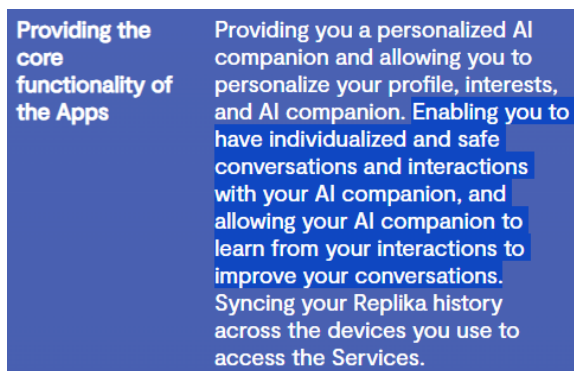 Providing the
core
functionality of
the Apps
Providing you a personalized AI
companion and allowing you to
personalize your profile, interests,
and AI companion. Enabling you to
have individualized and safe
conversations and interactions
with your AI companion, and
allowing your AI companion to
learn from your interactions to
improve your conversations.
Syncing your Replika history
across the devices you use to
access the Services.